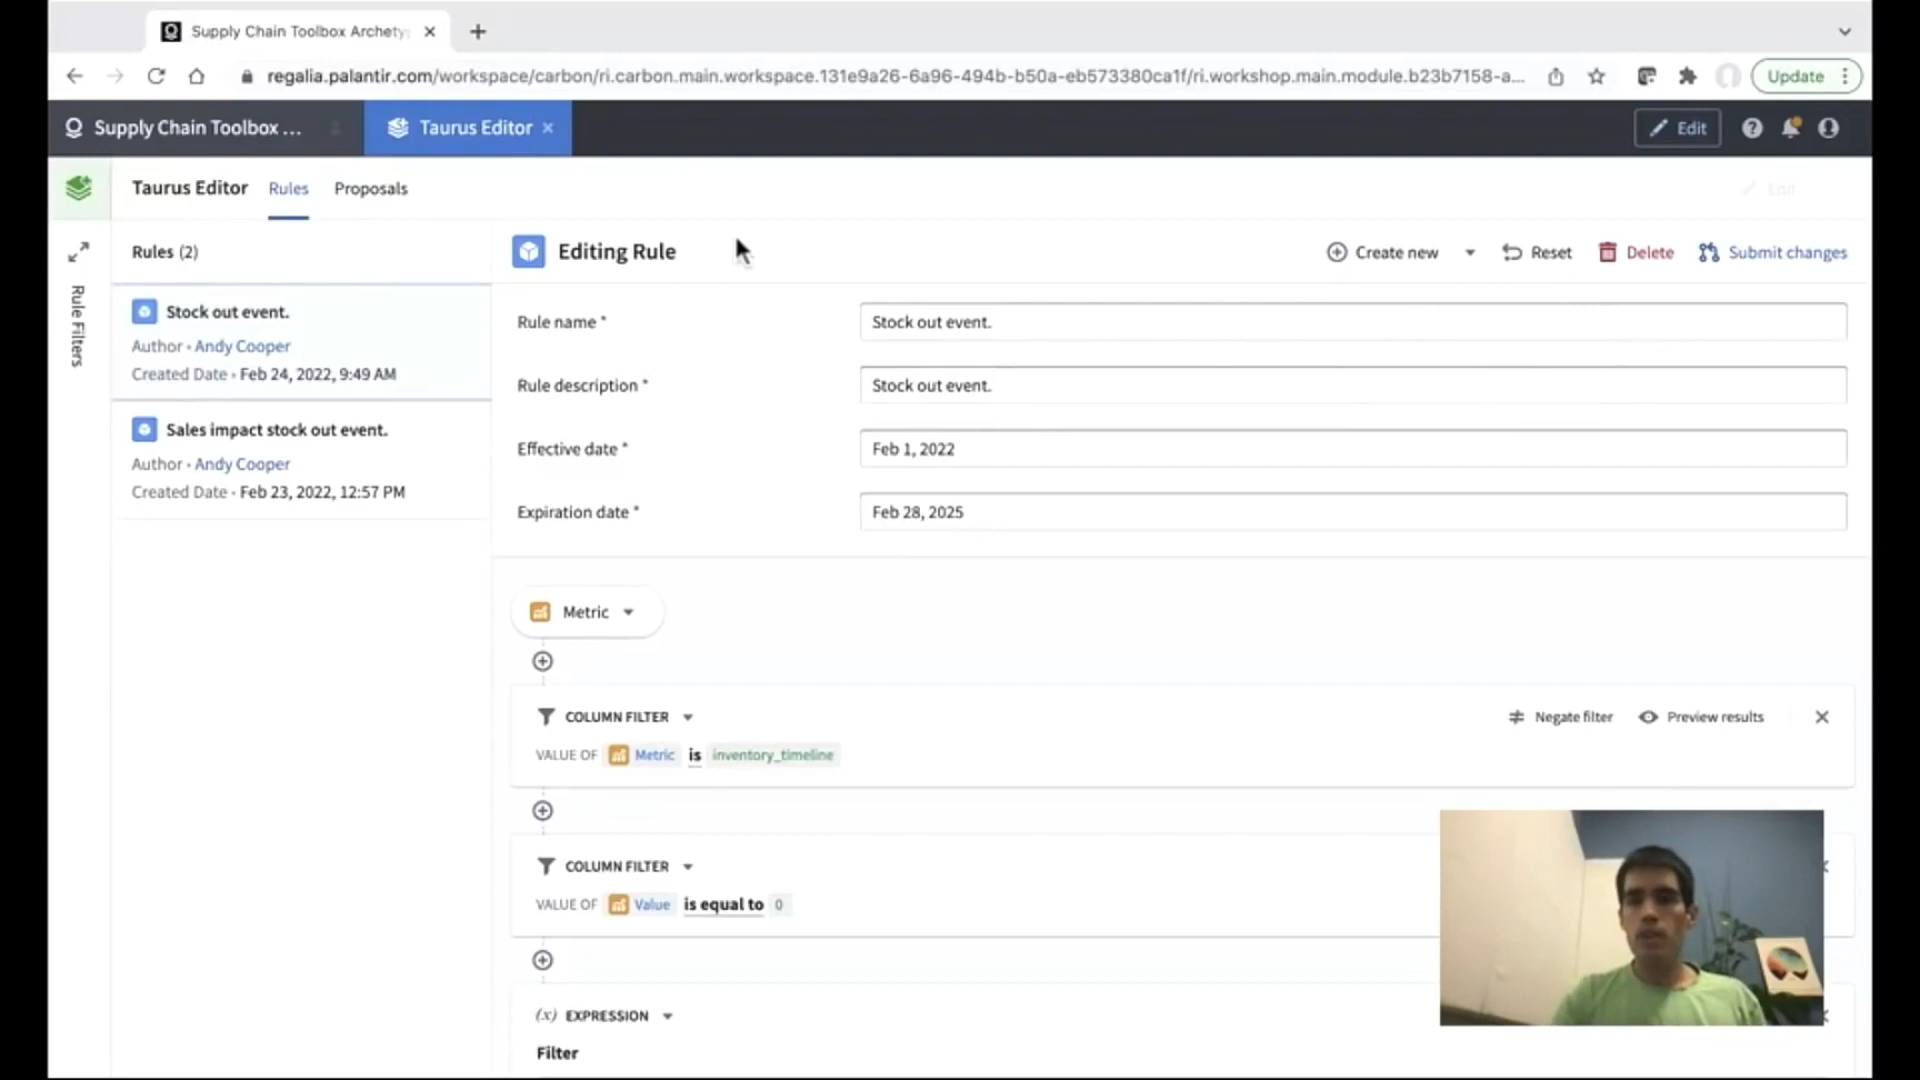 Supply Chain Toolbox Archety
regalia.palantir.com/workspace/carbon/ri.carbon.main.workspace.131e9a26-6a96-494b-b50a-eb573380ca1f/ri.workshop.main.module.b23b7158-a...
Update
Supply Chain Toolbox ...
Taurus Editor
Edit
Taurus Editor
Rules
Proposals
Edit
Rule Filters
Rules (2)
Stock out event.
Author • Andy Cooper
Created Date • Feb 24, 2022, 9:49 AM
Sales impact stock out event.
Author • Andy Cooper
Created Date • Feb 23, 2022, 12:57 PM
Editing Rule
Create new
Reset
Delete
Submit changes
Rule name *
Stock out event.
Rule description *
Stock out event.
Effective date *
Feb 1, 2022
Expiration date *
Feb 28, 2025
Metric
COLUMN FILTER
Negate filter
Preview results
VALUE OF Metric is inventory_timeline
COLUMN FILTER
VALUE OF Value is equal to 0
(x) EXPRESSION
Filter